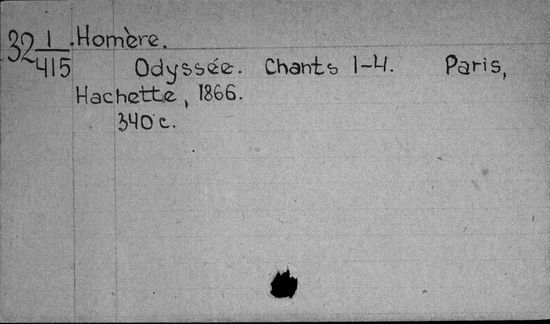 32 1/415 Homère.
Odyssée. Chants 1-4. Paris,
Hachette, 1866.
340 c.